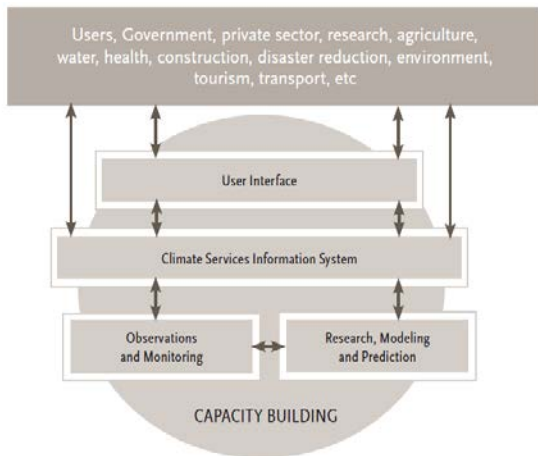 Users, Government, private sector, research, agriculture,
water, health, construction, disaster reduction, environment,
tourism, transport, etc
User Interface
Climate Services Information System
Observations
and Monitoring
Research, Modeling
and Prediction
CAPACITY BUILDING